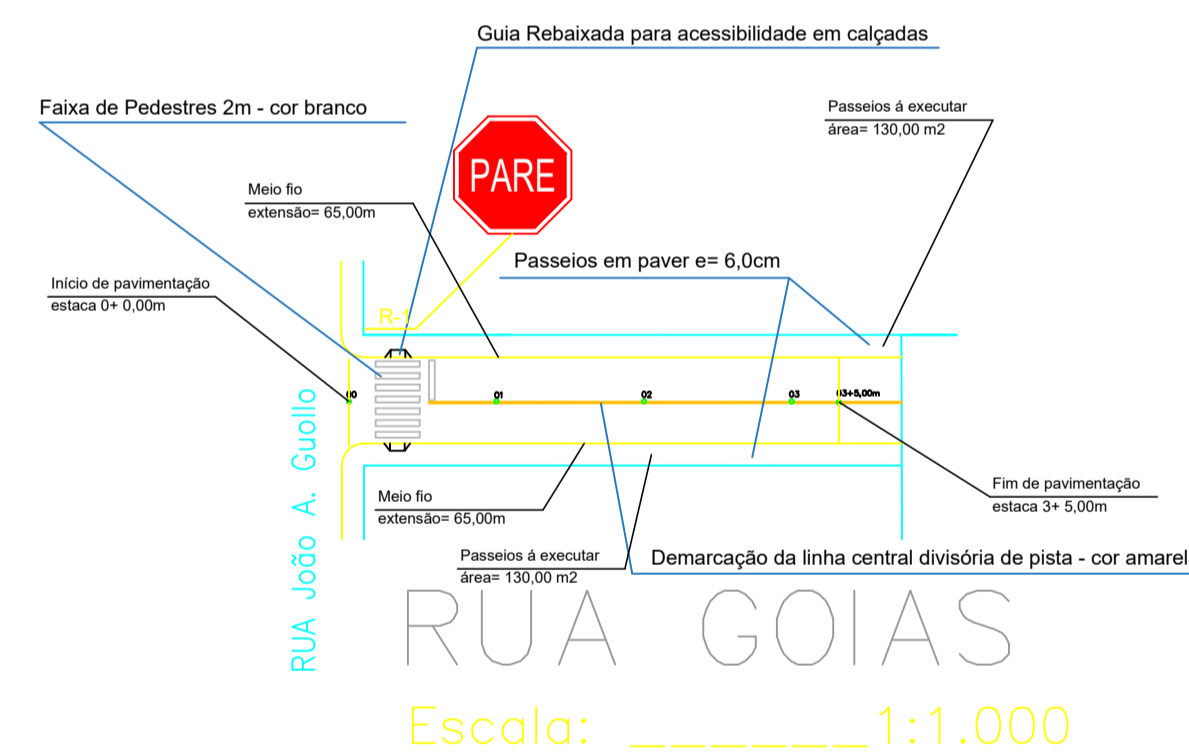 Guia Rebaixada para acessibilidade em calçadas
Faixa de Pedestres 2m - cor branco
Passeios á executar
área= 130,00 m2
PARE
Meio fio
extensão= 65,00m
Passeios em paver e= 6,0cm
Início de pavimentação
estaca 0+ 0,00m
R-1
00
01
02
03
03+5,00m
RUA João A. Guollo
Fim de pavimentação
estaca 3+ 5,00m
Meio fio
extensão= 65,00m
Passeios á executar
área= 130,00 m2
Demarcação da linha central divisória de pista - cor amarel
RUA GOIAS
Escala: ______1:1.000